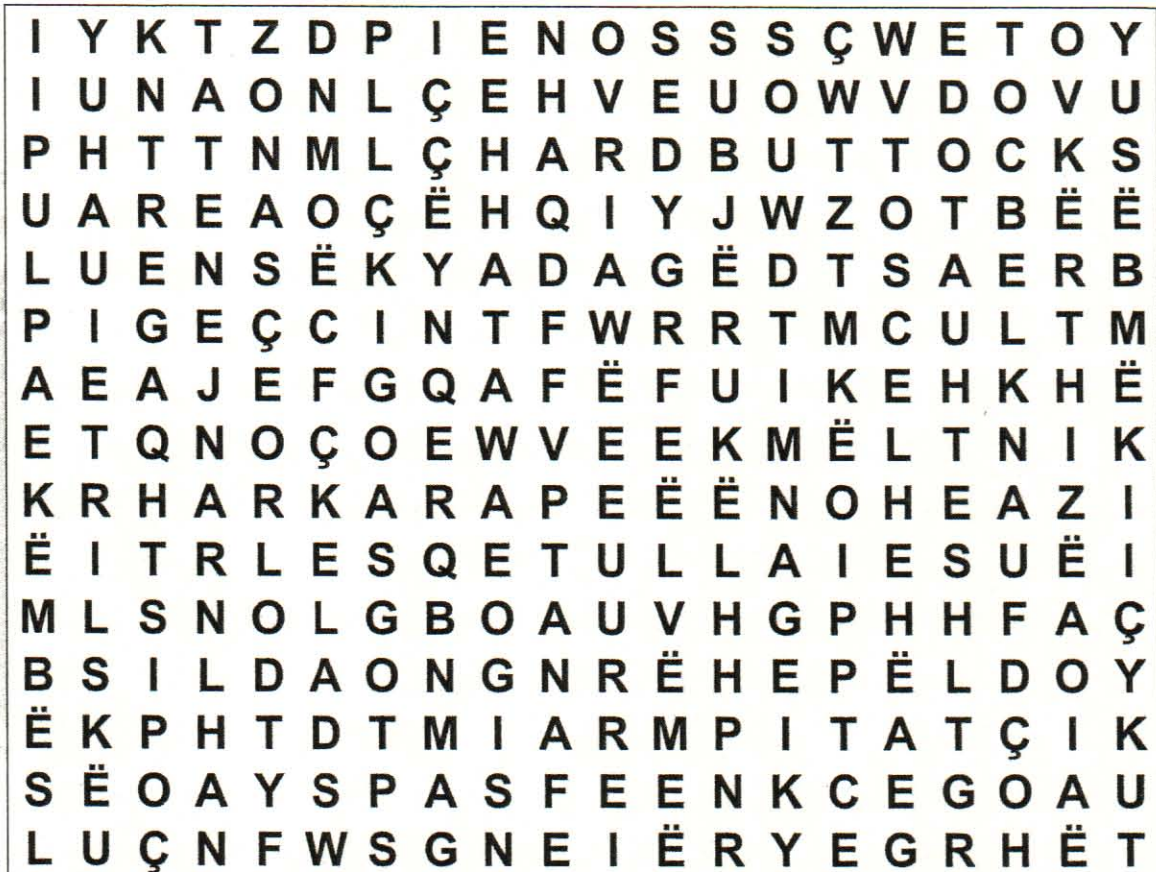 I Y K T Z D P I E N O S S S Ç W E T O Y
I U N A O N L Ç E H V E U O W V D O V U
P H T T N M L Ç H A R D B U T T O C K S
U A R E A O Ç Ë H Q I Y J W Z O T B Ë Ë
L U E N S Ë K Y A D A G Ë D T S A E R B
P I G E Ç C I N T F W R R T M C U L T M
A E A J E F G Q A F Ë F U I K E H K H Ë
E T Q N O Ç O E W V E E K M Ë L T N I K
K R H A R K A R A P E Ë Ë N O H E A Z I
Ë I T R L E S Q E T U L L A I E S U Ë I
M L S N O L G B O A U V H G P H H F A Ç
B S I L D A O N G N R Ë H E P Ë L D O Y
Ë K P H T D T M I A R M P I T A T Ç I K
S Ë O A Y S P A S F E E N K C E G O A U
L U Ç N F W S G N E I Ë R Y E G R H Ë T